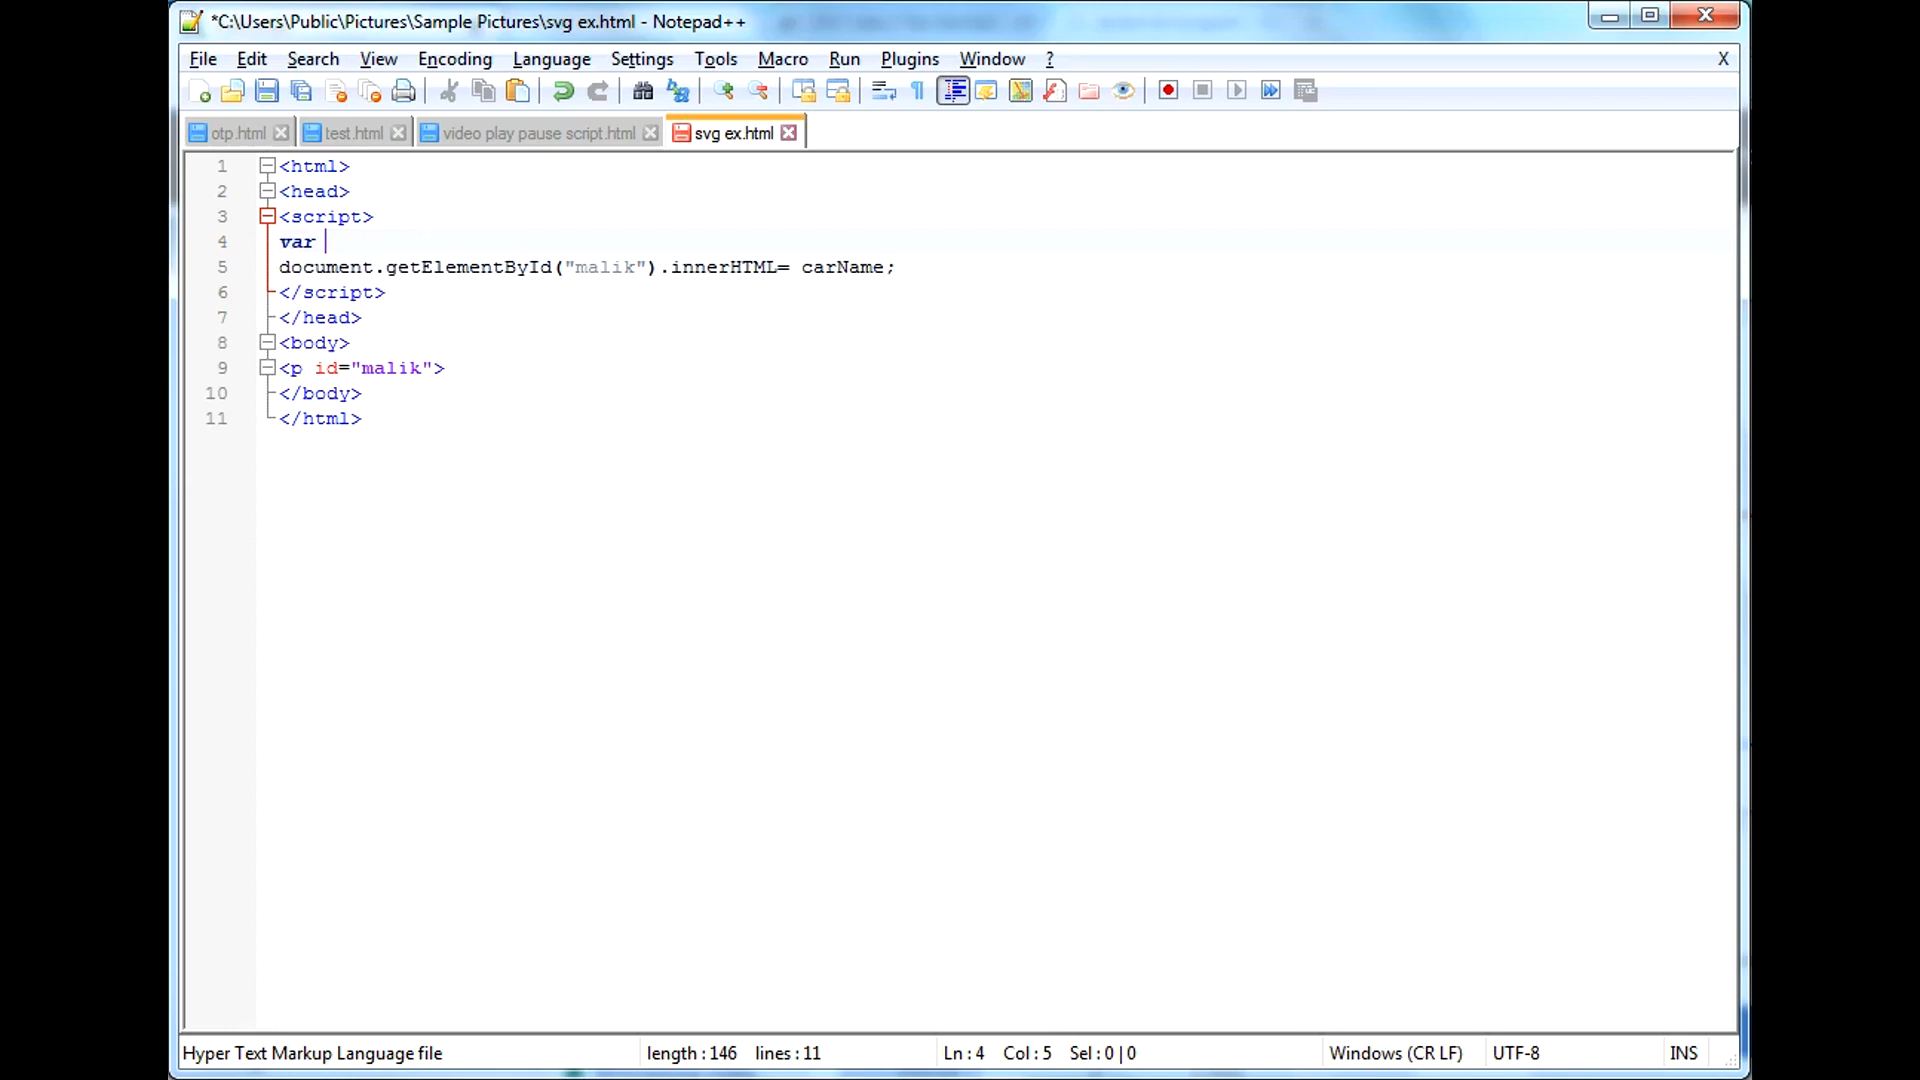 *C:\Users\Public\Pictures\Sample Pictures\svg ex.html - Notepad++
File Edit Search View Encoding Language Settings Tools Macro Run Plugins Window ? X
otp.html test.html video play pause script.html svg ex.html
1 <html>
2 <head>
3 <script>
4 var
5 document.getElementById("malik").innerHTML= carName;
6 </script>
7 </head>
8 <body>
9 <p id="malik">
10 </body>
11 </html>
Hyper Text Markup Language file length : 146 lines : 11 Ln : 4 Col : 5 Sel : 0 | 0 Windows (CR LF) UTF-8 INS